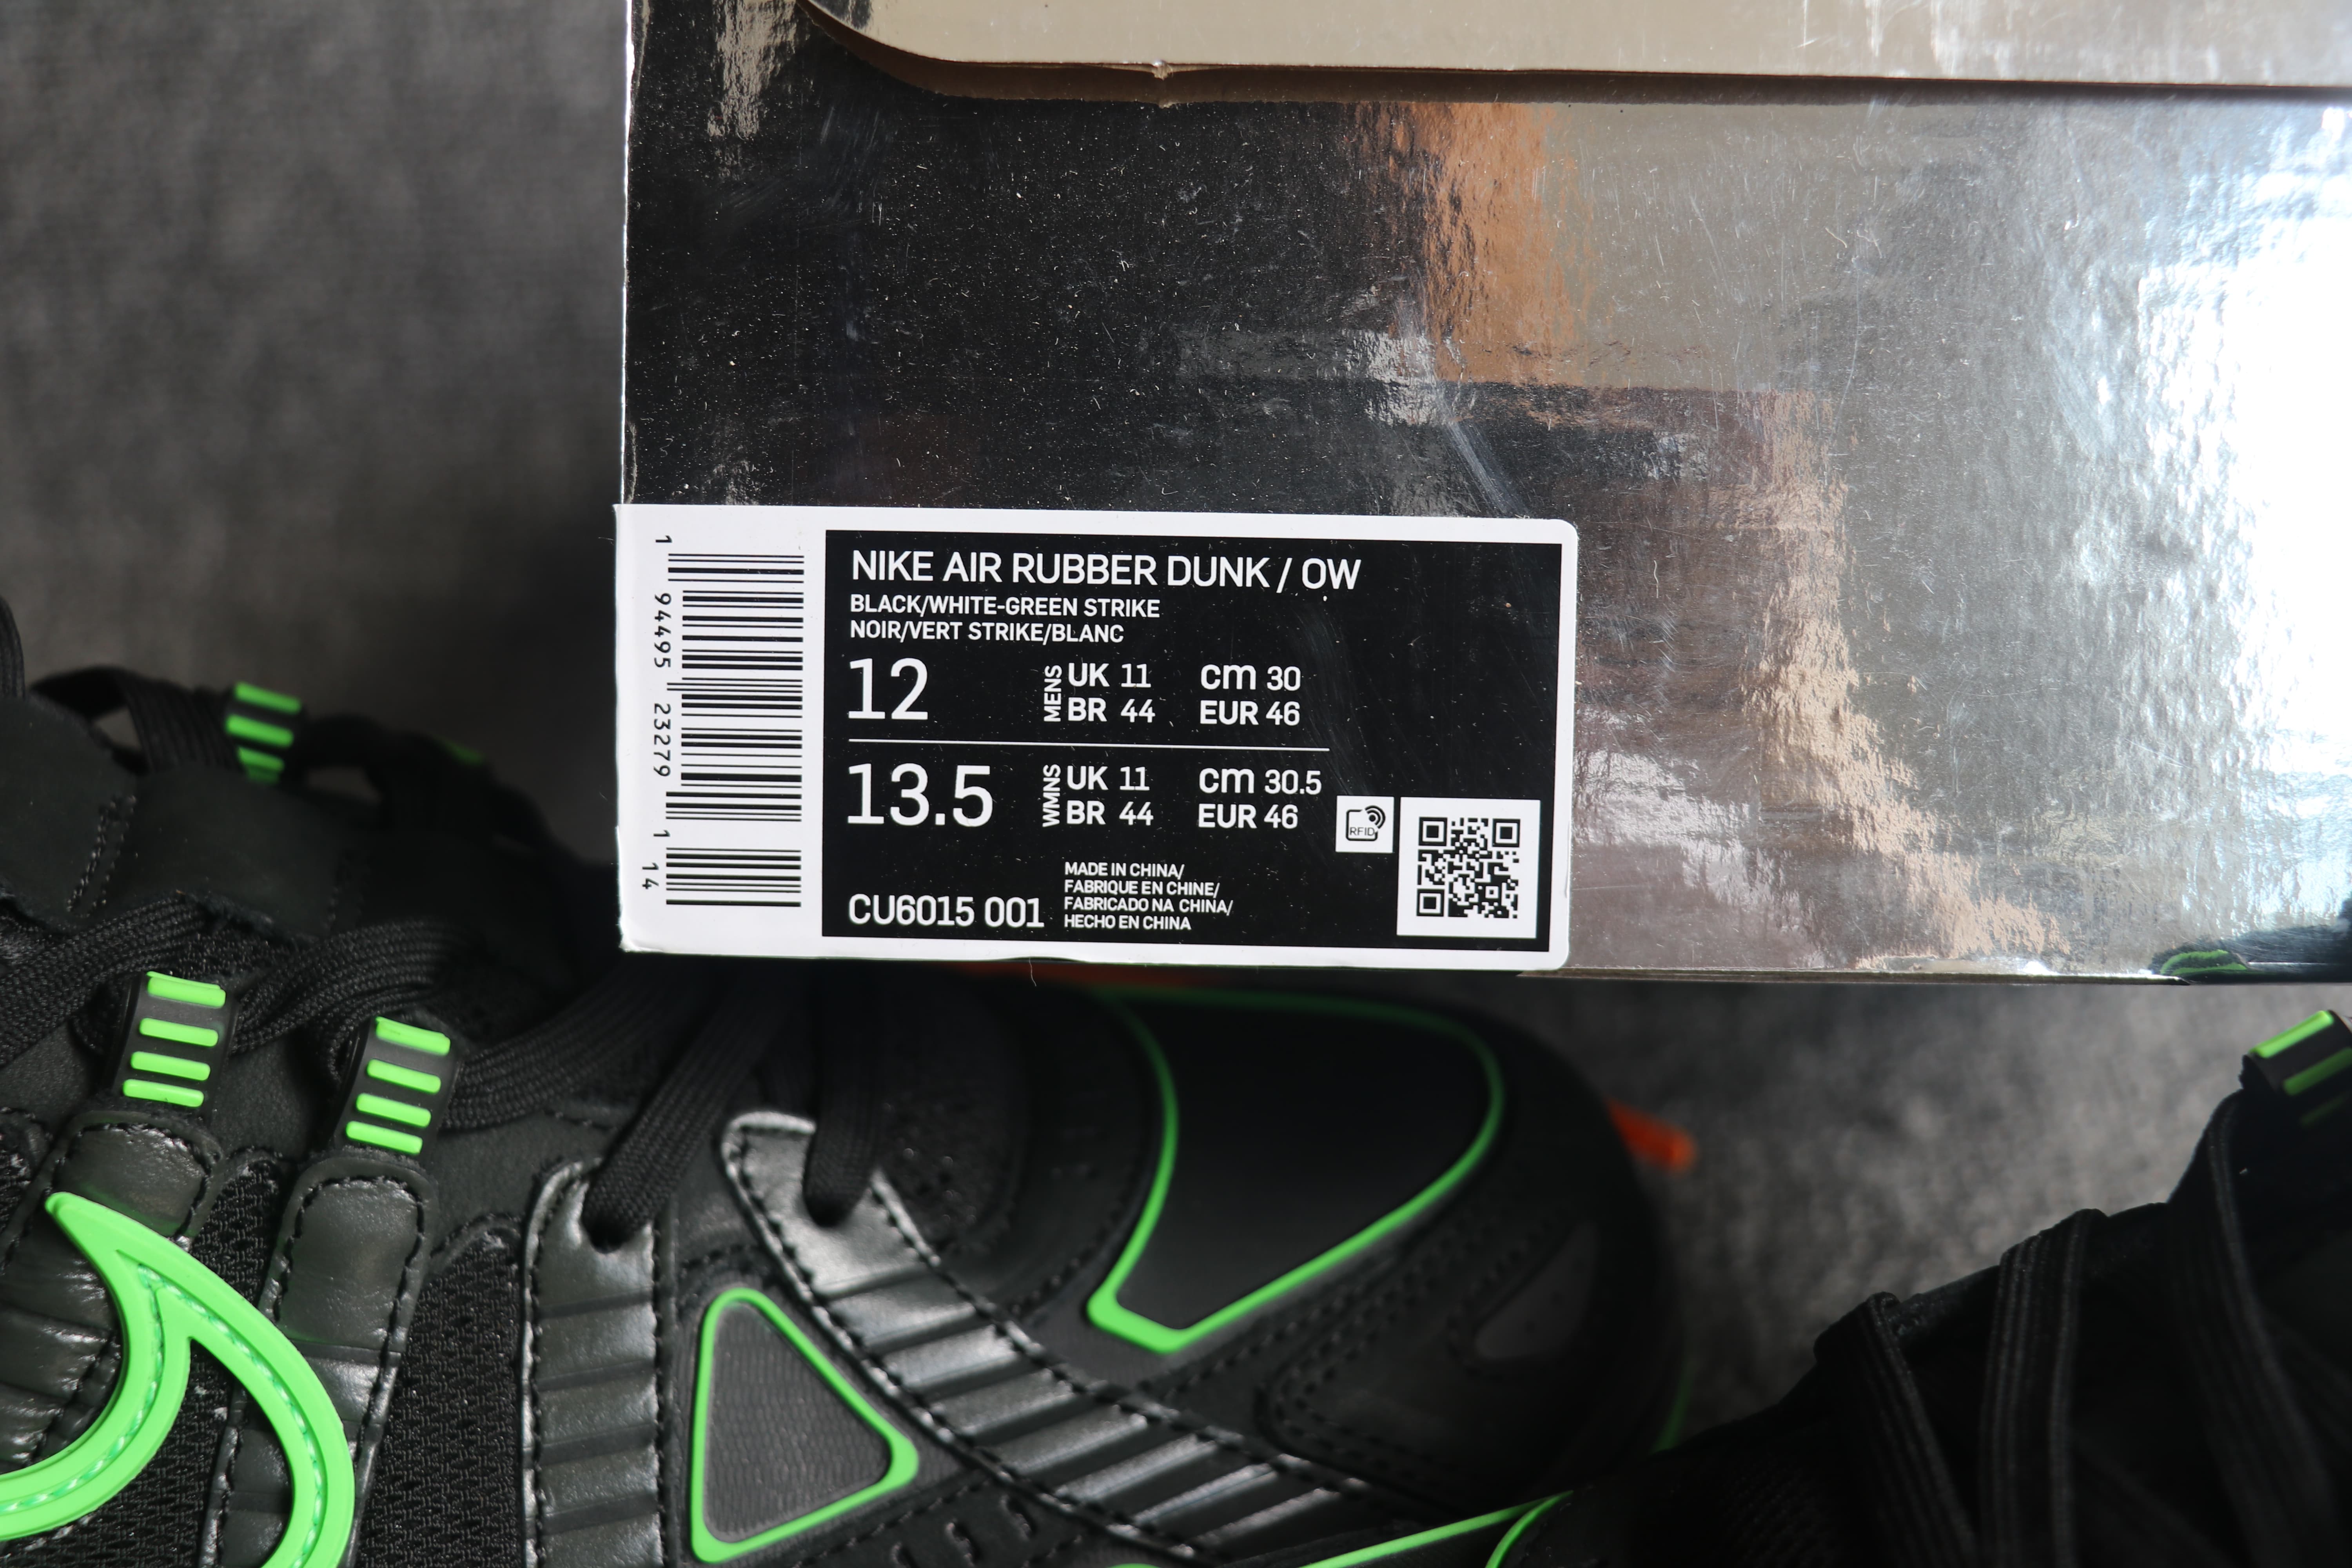 1 94495 23279 1 14
NIKE AIR RUBBER DUNK / OW
BLACK/WHITE-GREEN STRIKE
NOIR/VERT STRIKE/BLANC
12 MENS UK 11 cm 30
BR 44 EUR 46
13.5 WMNS UK 11 cm 30.5
BR 44 EUR 46
RFID
CU6015 001
MADE IN CHINA/
FABRIQUE EN CHINE/
FABRICADO NA CHINA/
HECHO EN CHINA